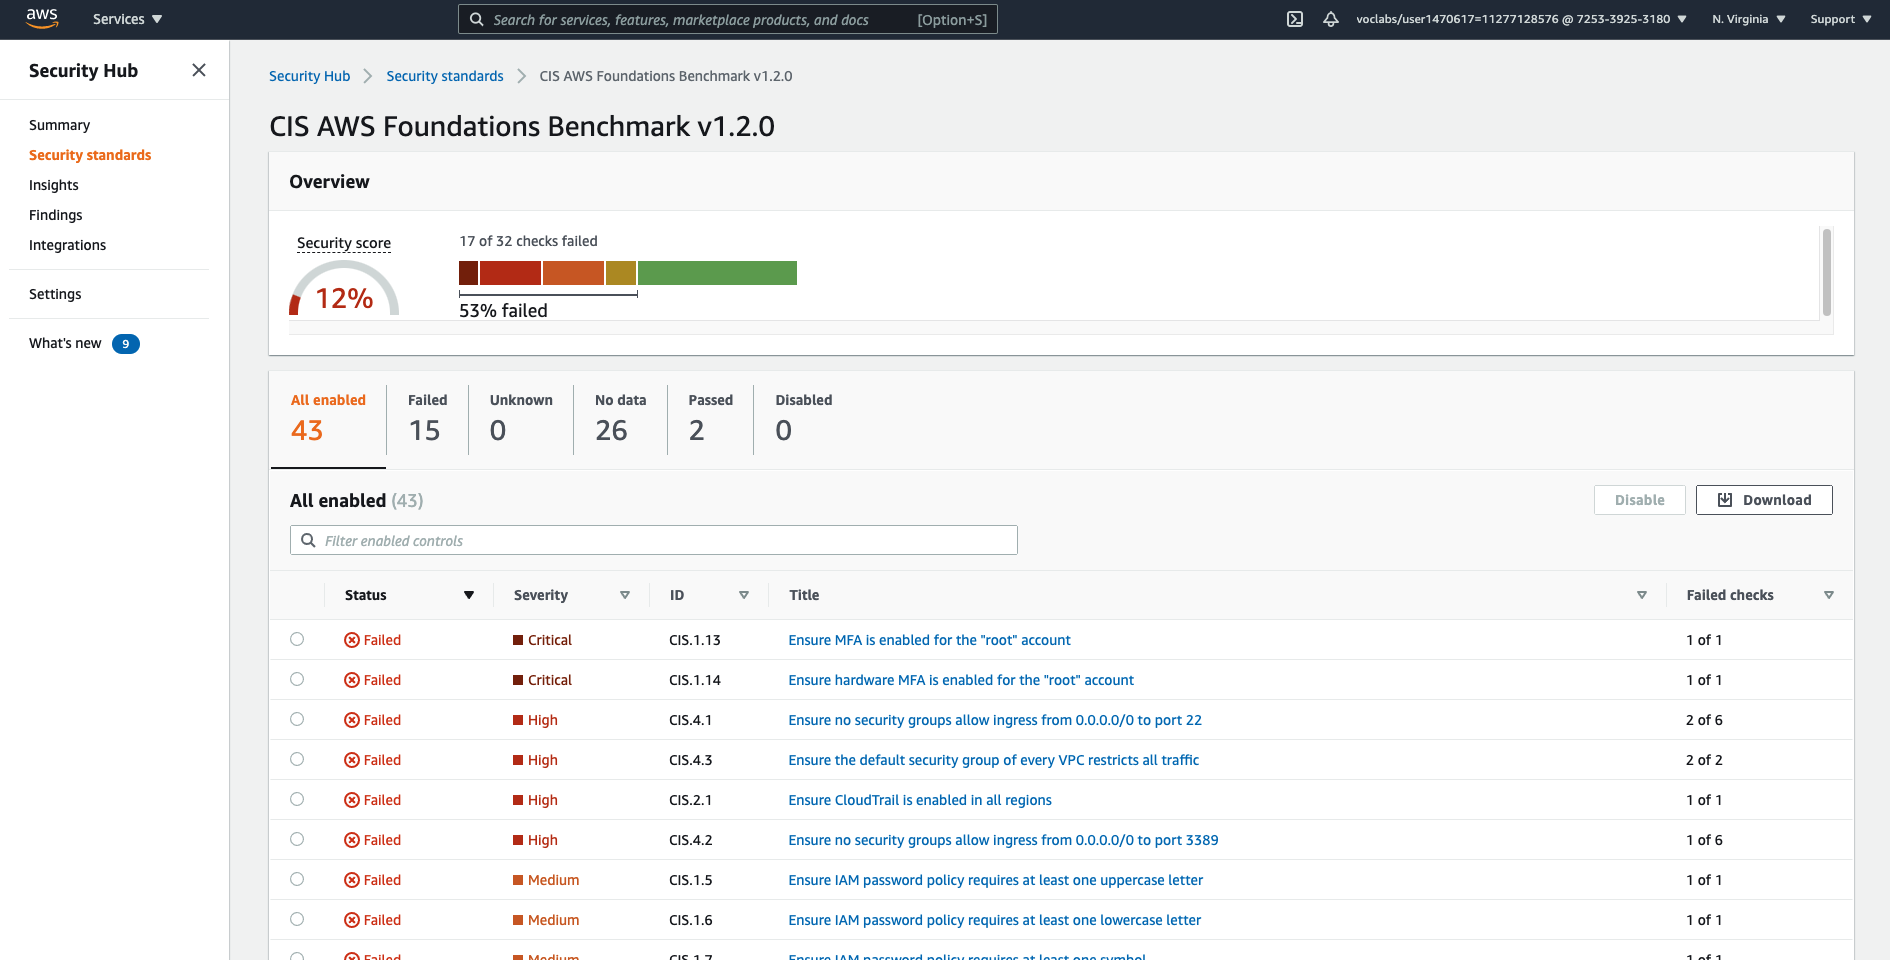 aws Services Search for services, features, marketplace products, and docs [Option+S] voclabs/user1470617=11277128576 @ 7253-3925-3180 N. Virginia Support
Security Hub
Summary
Security standards
Insights
Findings
Integrations
Settings
What's new 9
Security Hub Security standards CIS AWS Foundations Benchmark v1.2.0
CIS AWS Foundations Benchmark v1.2.0
Overview
Security score
12%
17 of 32 checks failed
53% failed
All enabled Failed Unknown No data Passed Disabled
43 15 0 26 2 0
All enabled (43)
Disable Download
Filter enabled controls
Status Severity ID Title Failed checks
Failed Critical CIS.1.13 Ensure MFA is enabled for the "root" account 1 of 1
Failed Critical CIS.1.14 Ensure hardware MFA is enabled for the "root" account 1 of 1
Failed High CIS.4.1 Ensure no security groups allow ingress from 0.0.0.0/0 to port 22 2 of 6
Failed High CIS.4.3 Ensure the default security group of every VPC restricts all traffic 2 of 2
Failed High CIS.2.1 Ensure CloudTrail is enabled in all regions 1 of 1
Failed High CIS.4.2 Ensure no security groups allow ingress from 0.0.0.0/0 to port 3389 1 of 6
Failed Medium CIS.1.5 Ensure IAM password policy requires at least one uppercase letter 1 of 1
Failed Medium CIS.1.6 Ensure IAM password policy requires at least one lowercase letter 1 of 1
Failed Medium CIS.1.7 Ensure IAM password policy requires at least one symbol 1 of 1